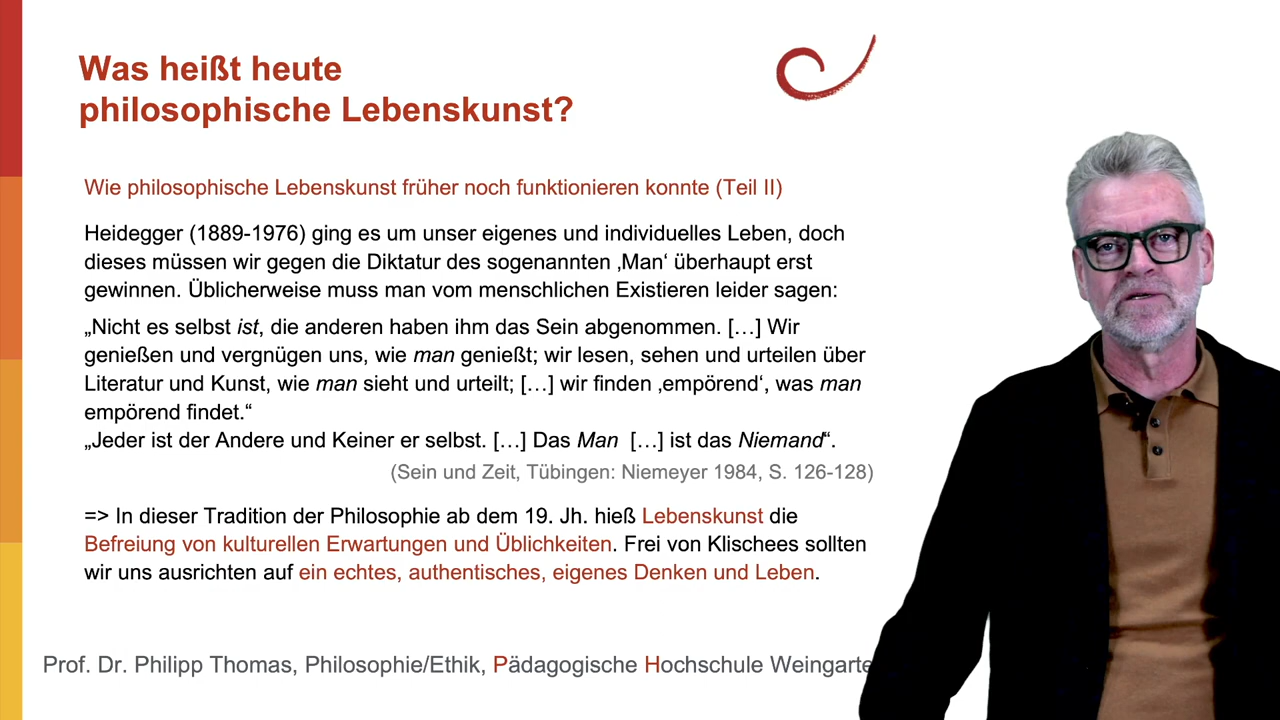 Was heißt heute
philosophische Lebenskunst?
Wie philosophische Lebenskunst früher noch funktionieren konnte (Teil II)
Heidegger (1889-1976) ging es um unser eigenes und individuelles Leben, doch
dieses müssen wir gegen die Diktatur des sogenannten ‚Man‘ überhaupt erst
gewinnen. Üblicherweise muss man vom menschlichen Existieren leider sagen:
„Nicht es selbst ist, die anderen haben ihm das Sein abgenommen. […] Wir
genießen und vergnügen uns, wie man genießt; wir lesen, sehen und urteilen über
Literatur und Kunst, wie man sieht und urteilt; […] wir finden ‚empörend‘, was man
empörend findet.“
„Jeder ist der Andere und Keiner er selbst. […] Das Man […] ist das Niemand“.
(Sein und Zeit, Tübingen: Niemeyer 1984, S. 126-128)
=> In dieser Tradition der Philosophie ab dem 19. Jh. hieß Lebenskunst die
Befreiung von kulturellen Erwartungen und Üblichkeiten. Frei von Klischees sollten
wir uns ausrichten auf ein echtes, authentisches, eigenes Denken und Leben.
Prof. Dr. Philipp Thomas, Philosophie/Ethik, Pädagogische Hochschule Weingarte